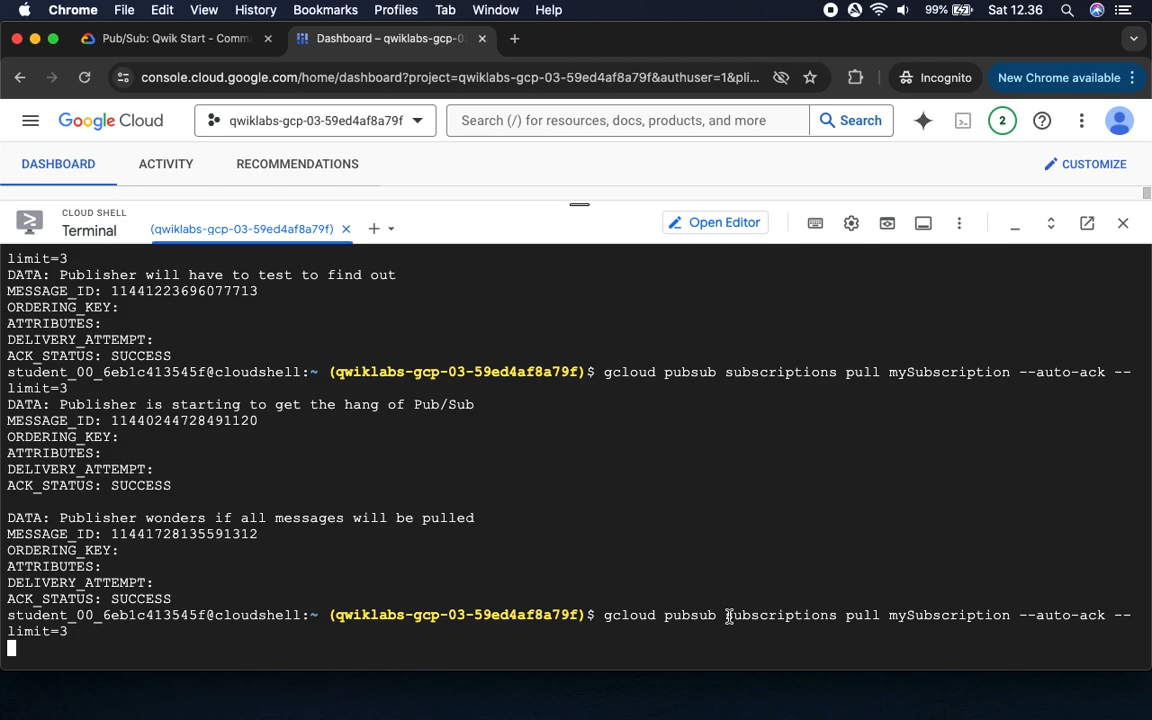 Chrome File Edit View History Bookmarks Profiles Tab Window Help 99% Sat 12.36
Pub/Sub: Qwik Start - Comma Dashboard – qwiklabs-gcp-0
console.cloud.google.com/home/dashboard?project=qwiklabs-gcp-03-59ed4af8a79f&authuser=1&pli... Incognito New Chrome available
Google Cloud qwiklabs-gcp-03-59ed4af8a79f Search (/) for resources, docs, products, and more Search 2
DASHBOARD ACTIVITY RECOMMENDATIONS CUSTOMIZE
CLOUD SHELL
Terminal (qwiklabs-gcp-03-59ed4af8a79f) Open Editor
limit=3
DATA: Publisher will have to test to find out
MESSAGE_ID: 11441223696077713
ORDERING_KEY:
ATTRIBUTES:
DELIVERY_ATTEMPT:
ACK_STATUS: SUCCESS
student_00_6eb1c413545f@cloudshell:~ (qwiklabs-gcp-03-59ed4af8a79f)$ gcloud pubsub subscriptions pull mySubscription --auto-ack --
limit=3
DATA: Publisher is starting to get the hang of Pub/Sub
MESSAGE_ID: 11440244728491120
ORDERING_KEY:
ATTRIBUTES:
DELIVERY_ATTEMPT:
ACK_STATUS: SUCCESS
DATA: Publisher wonders if all messages will be pulled
MESSAGE_ID: 11441728135591312
ORDERING_KEY:
ATTRIBUTES:
DELIVERY_ATTEMPT:
ACK_STATUS: SUCCESS
student_00_6eb1c413545f@cloudshell:~ (qwiklabs-gcp-03-59ed4af8a79f)$ gcloud pubsub subscriptions pull mySubscription --auto-ack --
limit=3